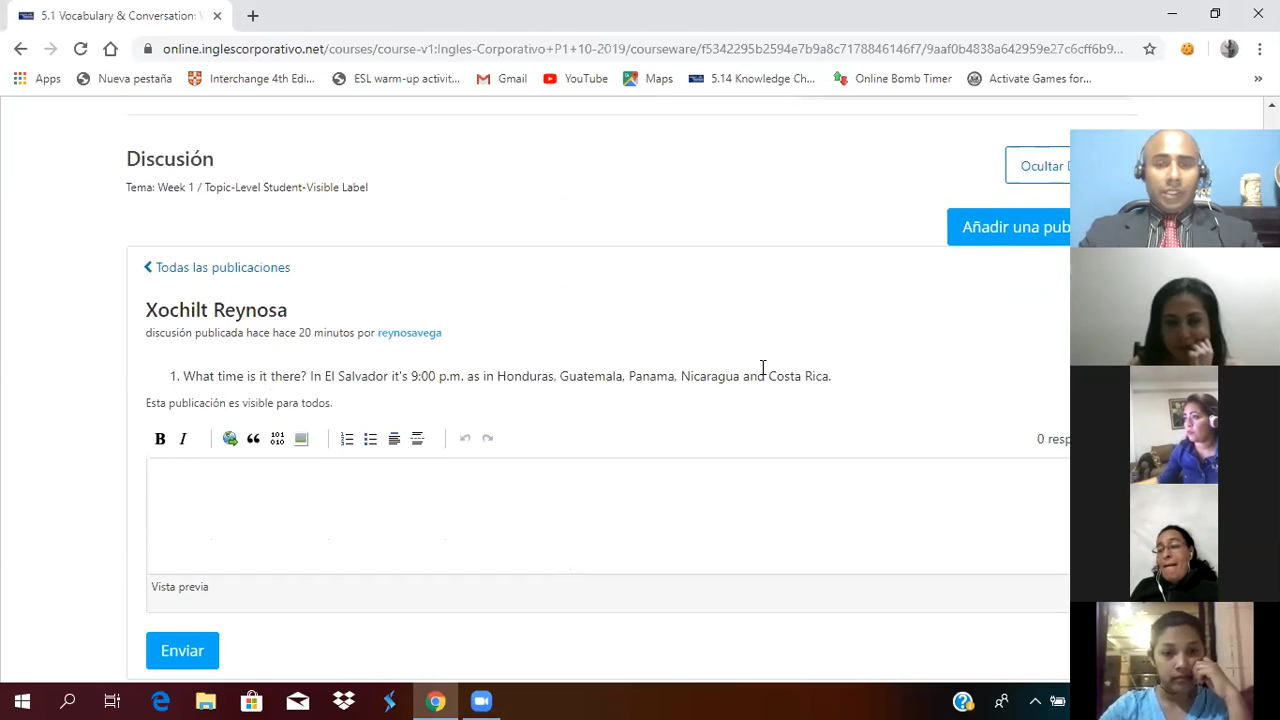 5.1 Vocabulary & Conversation: V
online.inglescorporativo.net/courses/course-v1:Ingles-Corporativo+P1+10-2019/courseware/f5342295b2594e7b9a8c7178846146f7/9aaf0b4838a642959e27c6cff6b9...
Apps Nueva pestaña Interchange 4th Edi... ESL warm-up activit... Gmail YouTube Maps 5.14 Knowledge Ch... Online Bomb Timer Activate Games for... »
Discusión
Ocultar D
Tema: Week 1 / Topic-Level Student-Visible Label
Añadir una pub
Todas las publicaciones
Xochilt Reynosa
discusión publicada hace hace 20 minutos por reynosavega
1. What time is it there? In El Salvador it's 9:00 p.m. as in Honduras, Guatemala, Panama, Nicaragua and Costa Rica.
Esta publicación es visible para todos.
B I 0 resp
Vista previa
Enviar